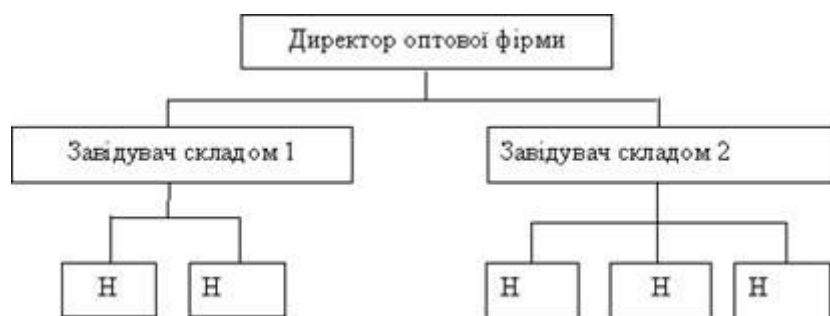 Директор оптової фірми
Завідувач складом 1
Завідувач складом 2
Н
Н
Н
Н
Н